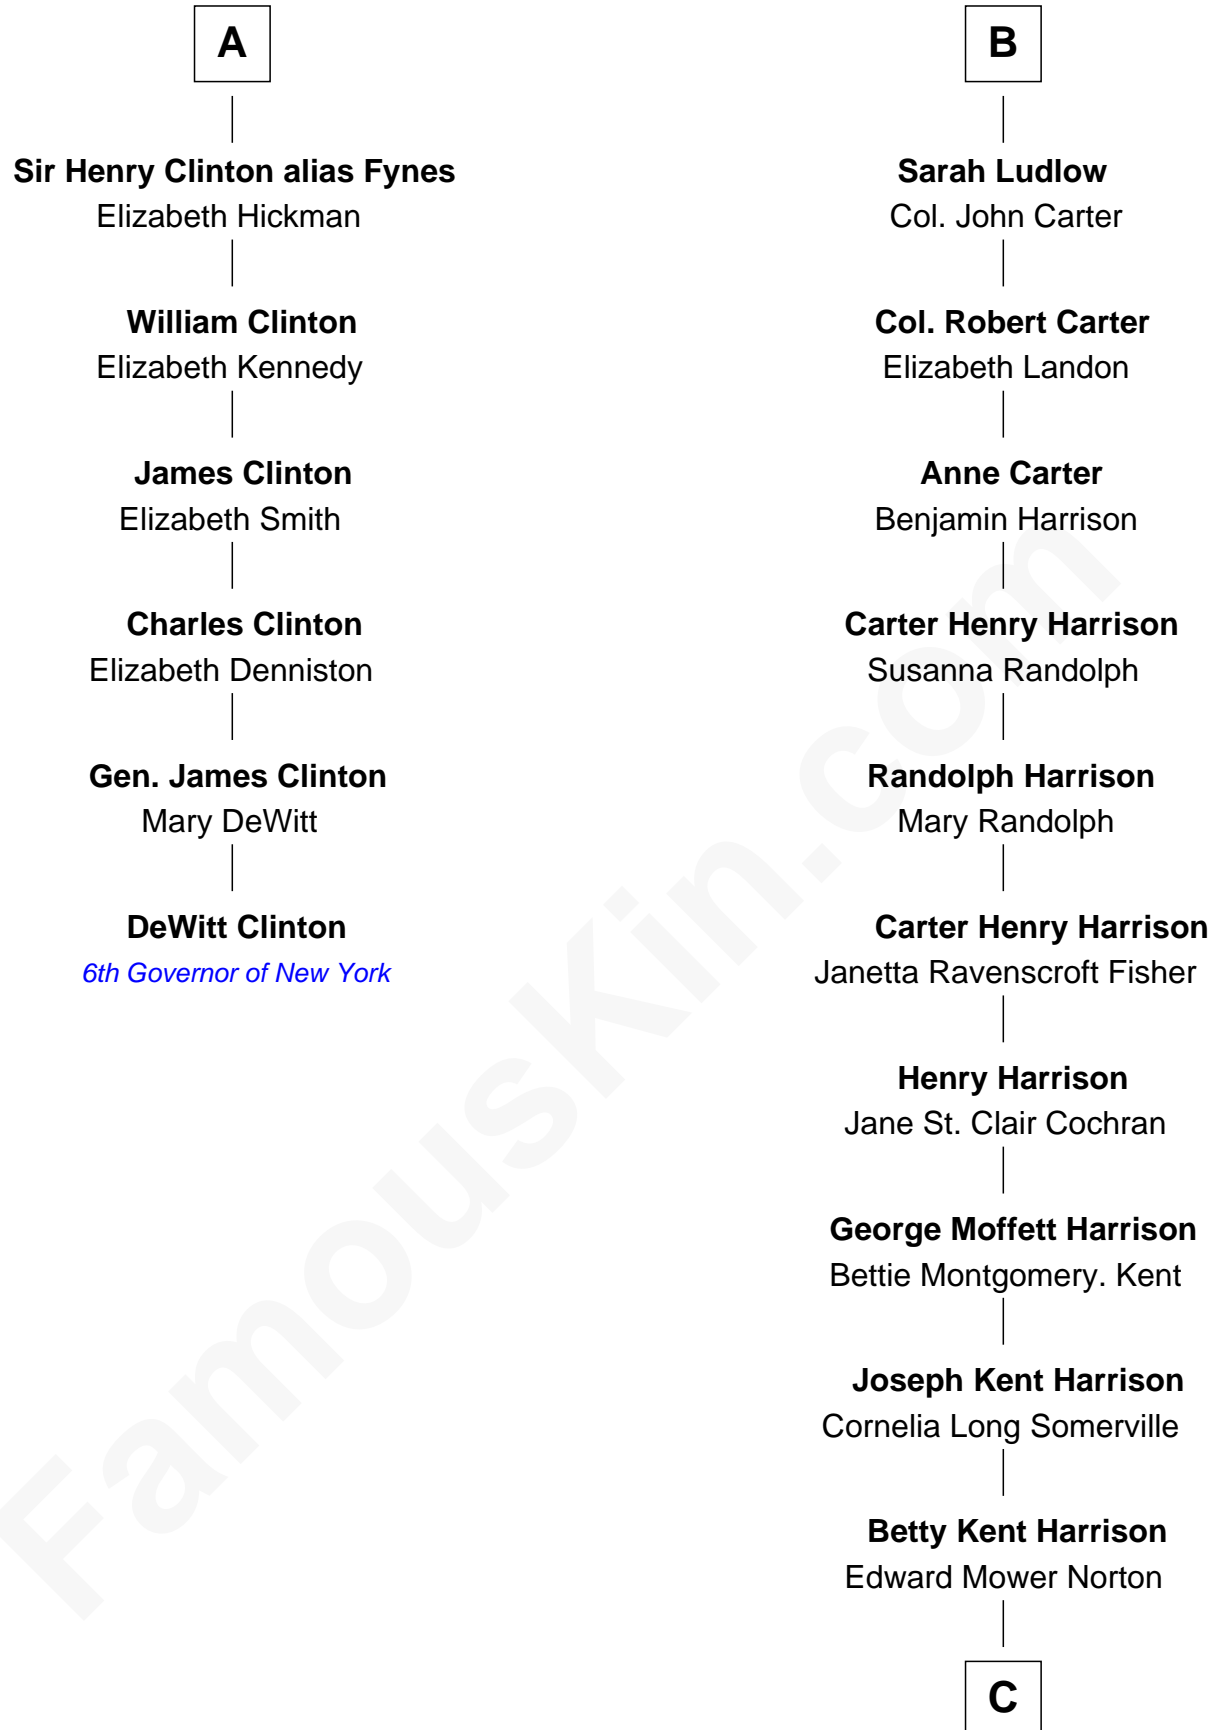 A
Sir Henry Clinton alias Fynes
Elizabeth Hickman
William Clinton
Elizabeth Kennedy
James Clinton
Elizabeth Smith
Charles Clinton
Elizabeth Denniston
Gen. James Clinton
Mary DeWitt
DeWitt Clinton
6th Governor of New York
B
Sarah Ludlow
Col. John Carter
Col. Robert Carter
Elizabeth Landon
Anne Carter
Benjamin Harrison
Carter Henry Harrison
Susanna Randolph
Randolph Harrison
Mary Randolph
Carter Henry Harrison
Janetta Ravenscroft Fisher
Henry Harrison
Jane St. Clair Cochran
George Moffett Harrison
Bettie Montgomery. Kent
Joseph Kent Harrison
Cornelia Long Somerville
Betty Kent Harrison
Edward Mower Norton
C
FamousKin.com